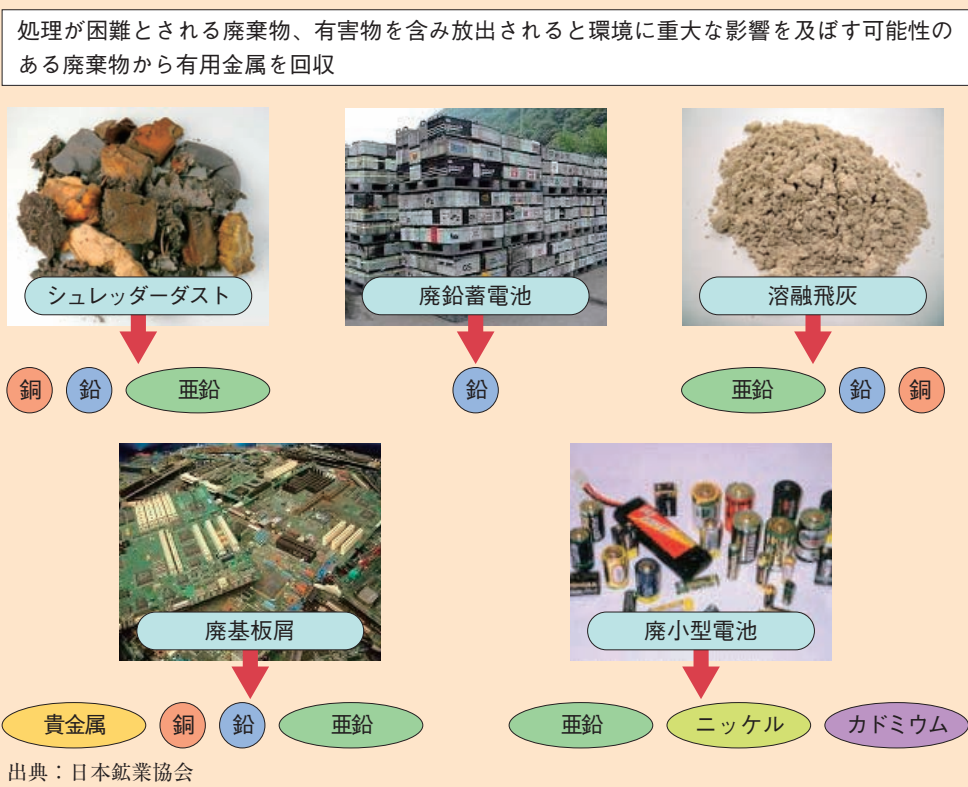 処理が困難とされる廃棄物、有害物を含み放出されると環境に重大な影響を及ぼす可能性の
ある廃棄物から有用金属を回収
シュレッダーダスト
廃鉛蓄電池
溶融飛灰
銅 鉛 亜鉛
鉛
亜鉛 鉛 銅
廃基板屑
廃小型電池
貴金属 銅 鉛 亜鉛
亜鉛 ニッケル カドミウム
出典：日本鉱業協会